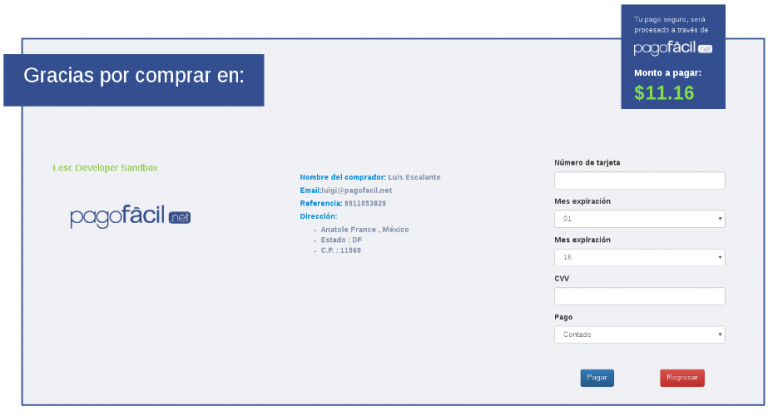 Tu pago seguro, será
procesado a través de
pagofácil.net
Monto a pagar:
$11.16
Gracias por comprar en:
Lesc Developer Sandbox
pagofácil.net
Nombre del comprador: Luis Escalante
Email:luigi@pagofacil.net
Referencia: 8911053829
Dirección:
Anatole France , México
Estado : DF
C.P. : 11560
Número de tarjeta
Mes expiración
01
Mes expiración
16
CVV
Pago
Contado
Pagar
Regresar